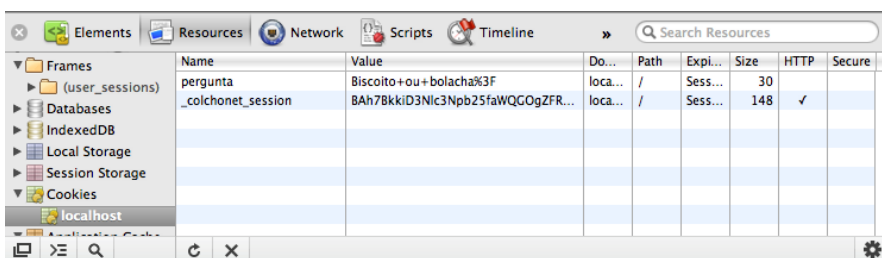 Elements Resources Network Scripts Timeline » Search Resources
Frames
(user_sessions)
Databases
IndexedDB
Local Storage
Session Storage
Cookies
localhost
Application Cache
Name Value Do... Path Expi... Size HTTP Secure
pergunta Biscoito+ou+bolacha%3F loca... / Sess... 30
_colchonet_session BAh7BkkiD3Nlc3Npb25faWQGOgZFR... loca... / Sess... 148 ✓